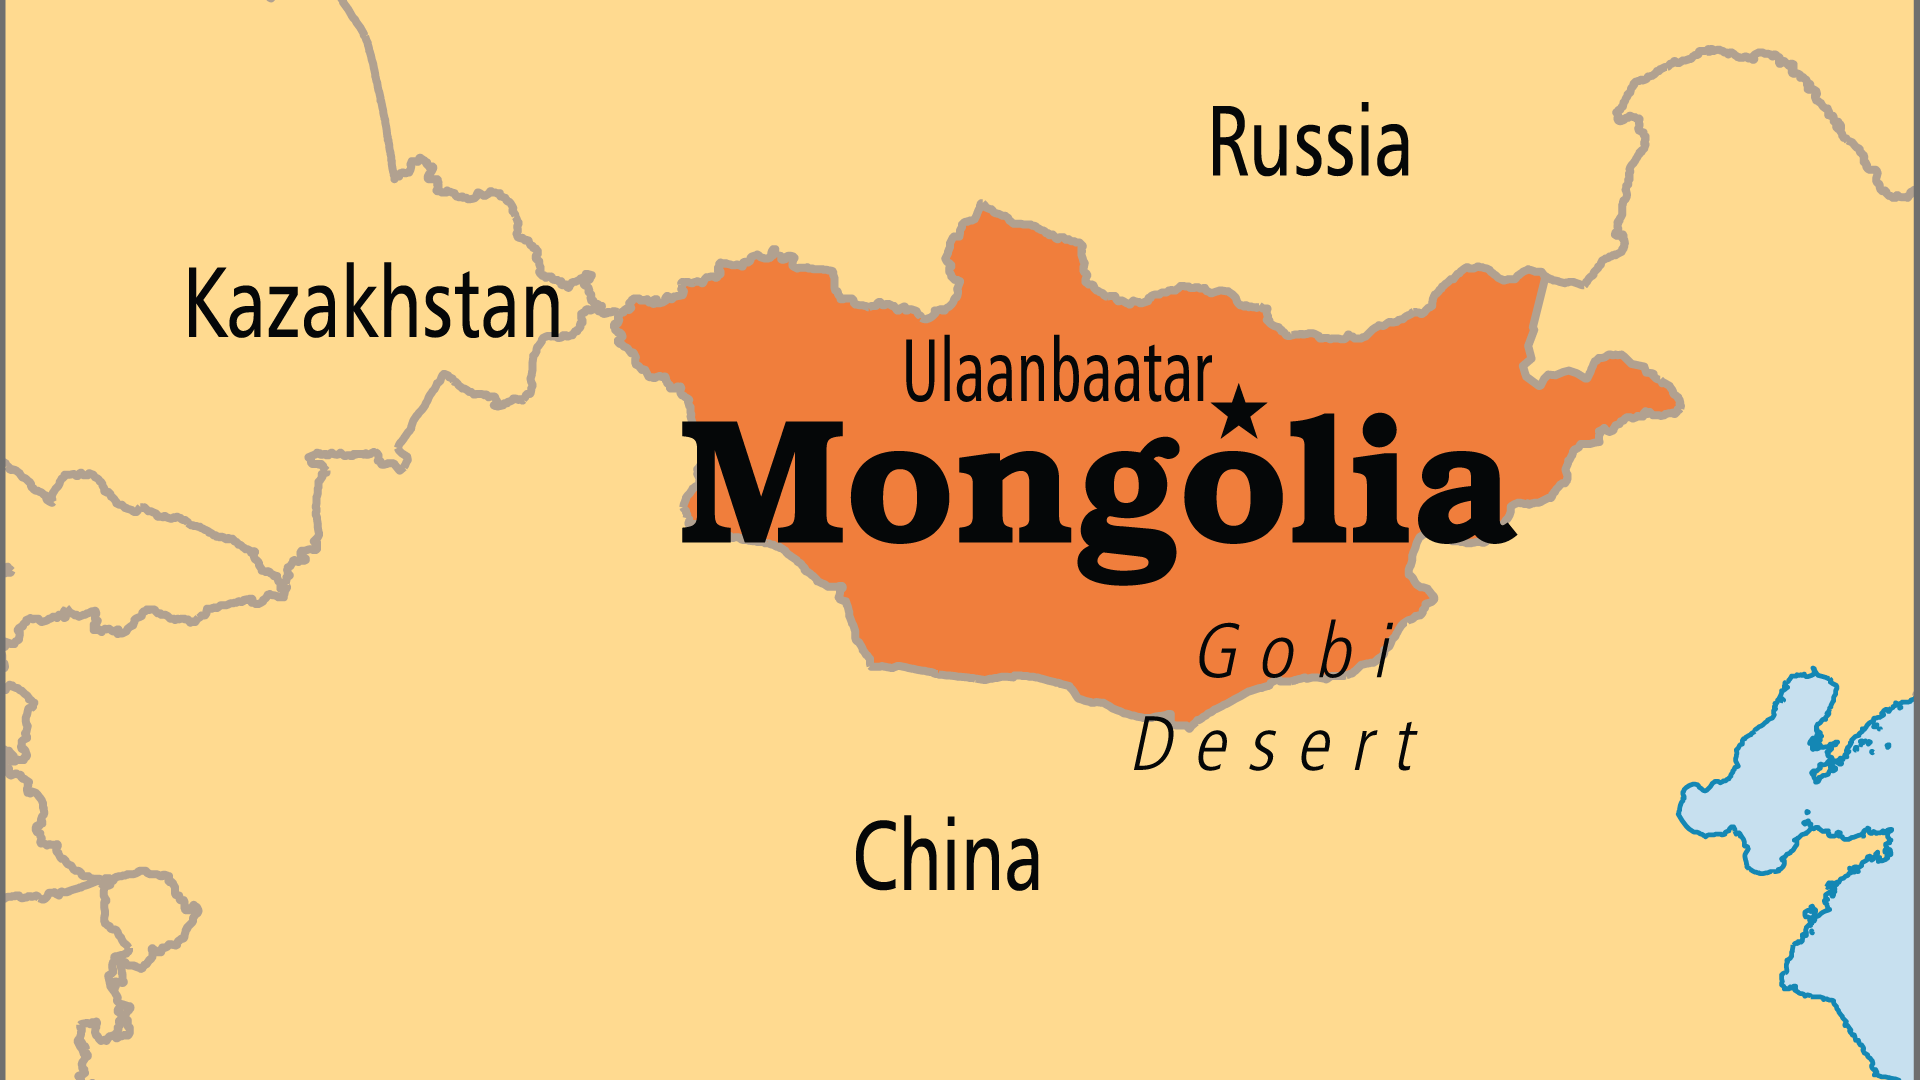 Russia
Kazakhstan
Ulaanbaatar
Mongolia
Gobi
Desert
China